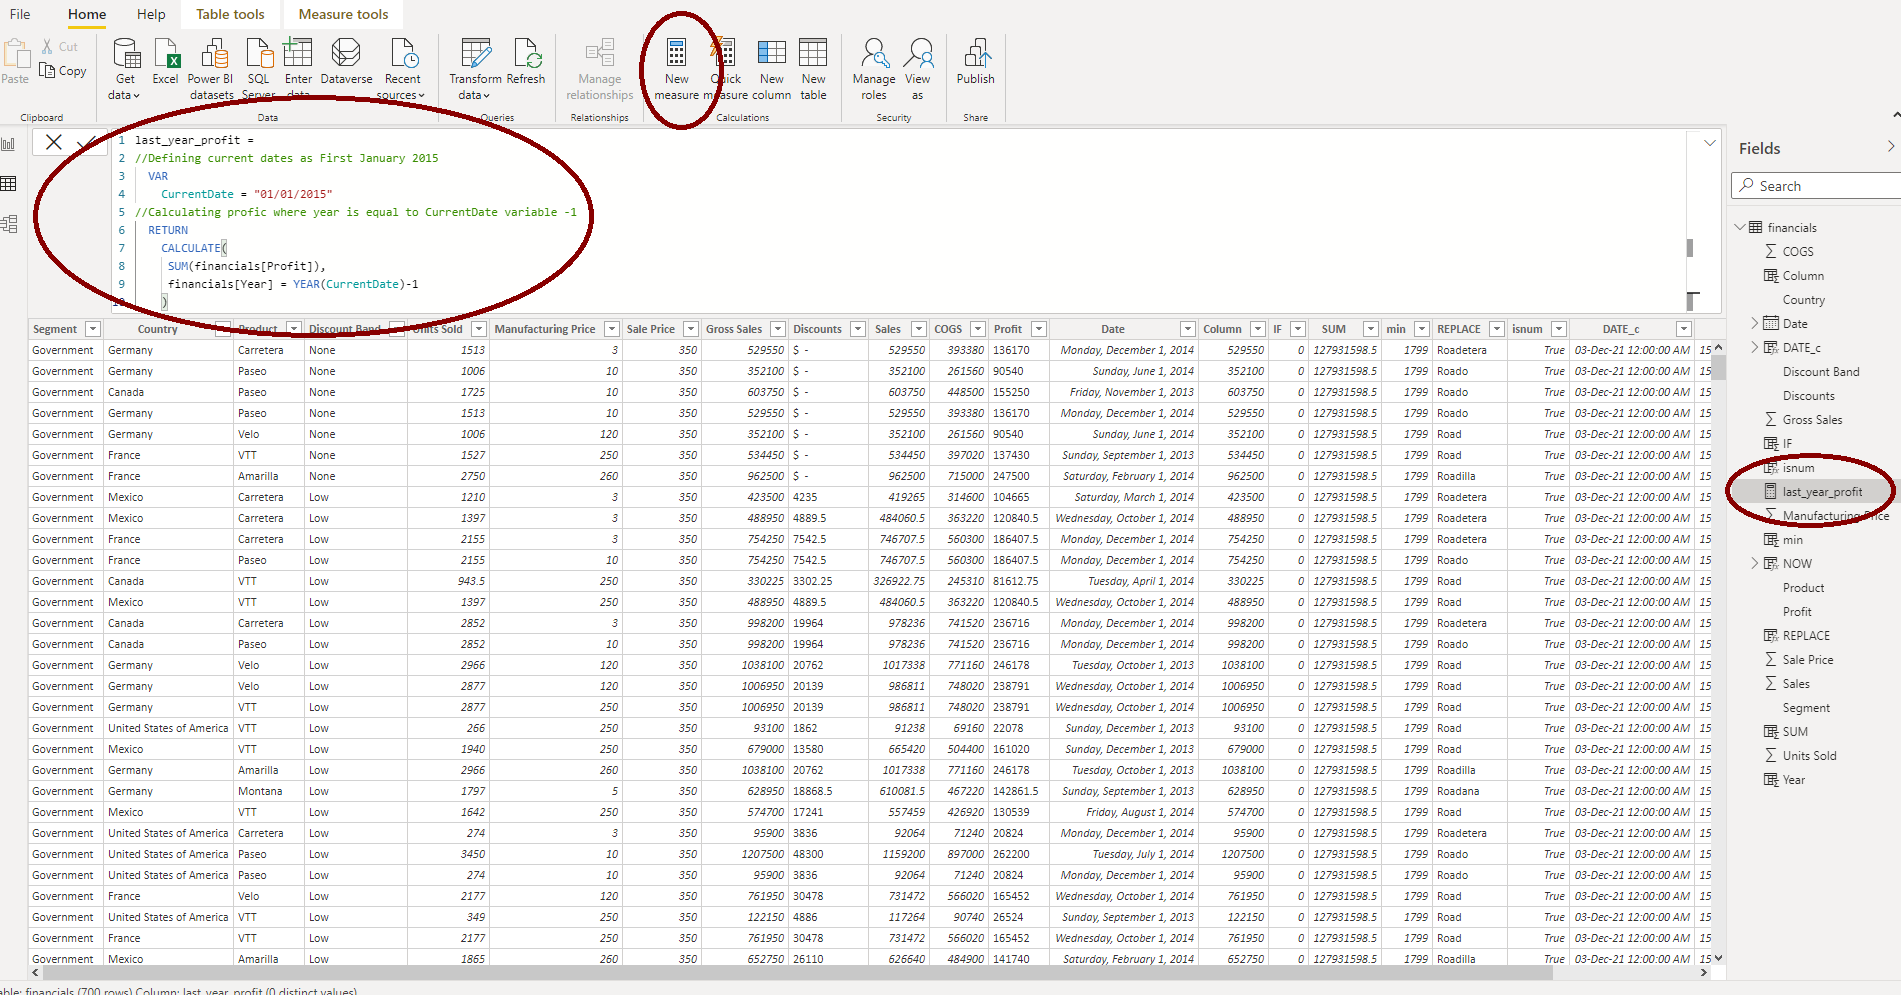 File Home Help Table tools Measure tools
Paste
Cut
Copy
Clipboard
Get data
Excel
Power BI datasets
SQL Server
Enter data
Dataverse
Recent sources
Data
Transform data
Refresh
Queries
Manage relationships
Relationships
New measure
Quick measure
New column
New table
Calculations
Manage roles
View as
Security
Publish
Share
1 last_year_profit =
2 //Defining current dates as First January 2015
3 VAR
4 CurrentDate = "01/01/2015"
5 //Calculating profic where year is equal to CurrentDate variable -1
6 RETURN
7 CALCULATE(
8 SUM(financials[Profit]),
9 financials[Year] = YEAR(CurrentDate)-1
10 )
Segment Country Product Discount Band Units Sold Manufacturing Price Sale Price Gross Sales Discounts Sales COGS Profit Date Column IF SUM min REPLACE isnum DATE_c
Government Germany Carretera None 1513 3 350 529550 $ - 529550 393380 136170 Monday, December 1, 2014 529550 0 127931598.5 1799 Roadetera True 03-Dec-21 12:00:00 AM 15
Government Germany Paseo None 1006 10 350 352100 $ - 352100 261560 90540 Sunday, June 1, 2014 352100 0 127931598.5 1799 Roado True 03-Dec-21 12:00:00 AM 15
Government Canada Paseo None 1725 10 350 603750 $ - 603750 448500 155250 Friday, November 1, 2013 603750 0 127931598.5 1799 Roado True 03-Dec-21 12:00:00 AM 15
Government Germany Paseo None 1513 10 350 529550 $ - 529550 393380 136170 Monday, December 1, 2014 529550 0 127931598.5 1799 Roado True 03-Dec-21 12:00:00 AM 15
Government Germany Velo None 1006 120 350 352100 $ - 352100 261560 90540 Sunday, June 1, 2014 352100 0 127931598.5 1799 Road True 03-Dec-21 12:00:00 AM 15
Government France VTT None 1527 250 350 534450 $ - 534450 397020 137430 Sunday, September 1, 2013 534450 0 127931598.5 1799 Road True 03-Dec-21 12:00:00 AM 15
Government France Amarilla None 2750 260 350 962500 $ - 962500 715000 247500 Saturday, February 1, 2014 962500 0 127931598.5 1799 Roadilla True 03-Dec-21 12:00:00 AM 15
Government Mexico Carretera Low 1210 3 350 423500 4235 419265 314600 104665 Saturday, March 1, 2014 423500 0 127931598.5 1799 Roadetera True 03-Dec-21 12:00:00 AM 15
Government Mexico Carretera Low 1397 3 350 488950 4889.5 484060.5 363220 120840.5 Wednesday, October 1, 2014 488950 0 127931598.5 1799 Roadetera True 03-Dec-21 12:00:00 AM 15
Government France Carretera Low 2155 3 350 754250 7542.5 746707.5 560300 186407.5 Monday, December 1, 2014 754250 0 127931598.5 1799 Roadetera True 03-Dec-21 12:00:00 AM 15
Government France Paseo Low 2155 10 350 754250 7542.5 746707.5 560300 186407.5 Monday, December 1, 2014 754250 0 127931598.5 1799 Roado True 03-Dec-21 12:00:00 AM 15
Government Canada VTT Low 943.5 250 350 330225 3302.25 326922.75 245310 81612.75 Tuesday, April 1, 2014 330225 0 127931598.5 1799 Road True 03-Dec-21 12:00:00 AM 15
Government Mexico VTT Low 1397 250 350 488950 4889.5 484060.5 363220 120840.5 Wednesday, October 1, 2014 488950 0 127931598.5 1799 Road True 03-Dec-21 12:00:00 AM 15
Government Canada Carretera Low 2852 3 350 998200 19964 978236 741520 236716 Monday, December 1, 2014 998200 0 127931598.5 1799 Roadetera True 03-Dec-21 12:00:00 AM 15
Government Canada Paseo Low 2852 10 350 998200 19964 978236 741520 236716 Monday, December 1, 2014 998200 0 127931598.5 1799 Roado True 03-Dec-21 12:00:00 AM 15
Government Germany Velo Low 2966 120 350 1038100 20762 1017338 771160 246178 Tuesday, October 1, 2013 1038100 0 127931598.5 1799 Road True 03-Dec-21 12:00:00 AM 15
Government Germany Velo Low 2877 120 350 1006950 20139 986811 748020 238791 Wednesday, October 1, 2014 1006950 0 127931598.5 1799 Road True 03-Dec-21 12:00:00 AM 15
Government Germany VTT Low 2877 250 350 1006950 20139 986811 748020 238791 Wednesday, October 1, 2014 1006950 0 127931598.5 1799 Road True 03-Dec-21 12:00:00 AM 15
Government United States of America VTT Low 266 250 350 93100 1862 91238 69160 22078 Sunday, December 1, 2013 93100 0 127931598.5 1799 Road True 03-Dec-21 12:00:00 AM 15
Government Mexico VTT Low 1940 250 350 679000 13580 665420 504400 161020 Sunday, December 1, 2013 679000 0 127931598.5 1799 Road True 03-Dec-21 12:00:00 AM 15
Government Germany Amarilla Low 2966 260 350 1038100 20762 1017338 771160 246178 Tuesday, October 1, 2013 1038100 0 127931598.5 1799 Roadilla True 03-Dec-21 12:00:00 AM 15
Government Germany Montana Low 1797 5 350 628950 18868.5 610081.5 467220 142861.5 Sunday, September 1, 2013 628950 0 127931598.5 1799 Roadana True 03-Dec-21 12:00:00 AM 15
Government Mexico VTT Low 1642 250 350 574700 17241 557459 426920 130539 Friday, August 1, 2014 574700 0 127931598.5 1799 Road True 03-Dec-21 12:00:00 AM 15
Government United States of America Carretera Low 274 3 350 95900 3836 92064 71240 20824 Monday, December 1, 2014 95900 0 127931598.5 1799 Roadetera True 03-Dec-21 12:00:00 AM 15
Government United States of America Paseo Low 3450 10 350 1207500 48300 1159200 897000 262200 Tuesday, July 1, 2014 1207500 0 127931598.5 1799 Roado True 03-Dec-21 12:00:00 AM 15
Government United States of America Paseo Low 274 10 350 95900 3836 92064 71240 20824 Monday, December 1, 2014 95900 0 127931598.5 1799 Roado True 03-Dec-21 12:00:00 AM 15
Government France Velo Low 2177 120 350 761950 30478 731472 566020 165452 Wednesday, October 1, 2014 761950 0 127931598.5 1799 Road True 03-Dec-21 12:00:00 AM 15
Government United States of America VTT Low 349 250 350 122150 4886 117264 90740 26524 Sunday, September 1, 2013 122150 0 127931598.5 1799 Road True 03-Dec-21 12:00:00 AM 15
Government France VTT Low 2177 250 350 761950 30478 731472 566020 165452 Wednesday, October 1, 2014 761950 0 127931598.5 1799 Road True 03-Dec-21 12:00:00 AM 15
Government Mexico Amarilla Low 1865 260 350 652750 26110 626640 484900 141740 Saturday, February 1, 2014 652750 0 127931598.5 1799 Roadilla True 03-Dec-21 12:00:00 AM 15
able: financials (700 rows) Column: last_year_profit (0 distinct values)
Fields
Search
financials
COGS
Column
Country
Date
DATE_c
Discount Band
Discounts
Gross Sales
IF
isnum
last_year_profit
Manufacturing Price
min
NOW
Product
Profit
REPLACE
Sale Price
Sales
Segment
SUM
Units Sold
Year